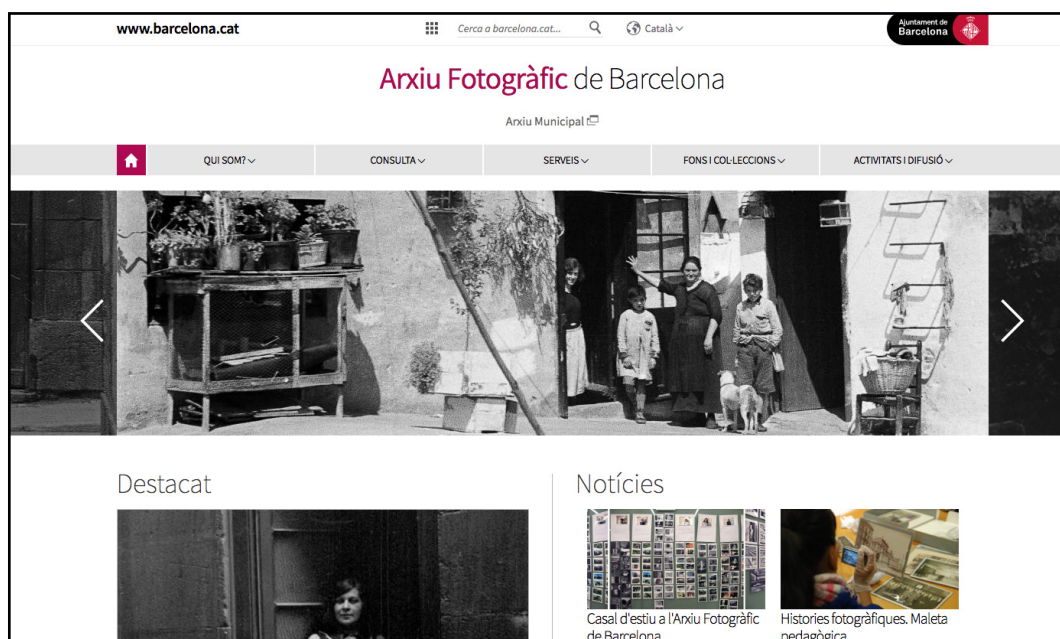 www.barcelona.cat
Cerca a barcelona.cat...
Català
Ajuntament de
Barcelona
Arxiu Fotogràfic de Barcelona
Arxiu Municipal
QUI SOM?
CONSULTA
SERVEIS
FONS I COL·LECCIONS
ACTIVITATS I DIFUSIÓ
Destacat
Notícies
Casal d'estiu a l'Arxiu Fotogràfic
de Barcelona
Histories fotogràfiques. Maleta
pedagògica